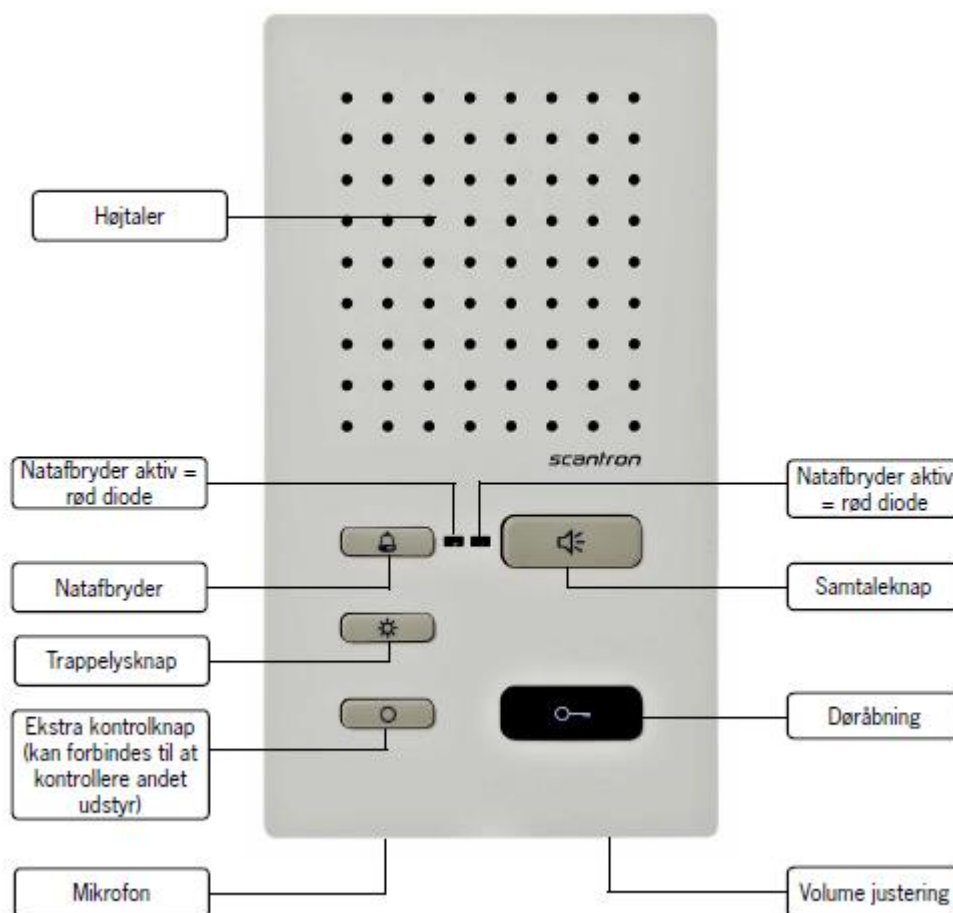 Højtaler
scantron
Natafbryder aktiv =
rød diode
Natafbryder aktiv
= rød diode
Natafbryder
Samtaleknap
Trappelysknap
Ekstra kontrolknap
(kan forbindes til at
kontrollere andet
udstyr)
Døråbning
Mikrofon
Volume justering